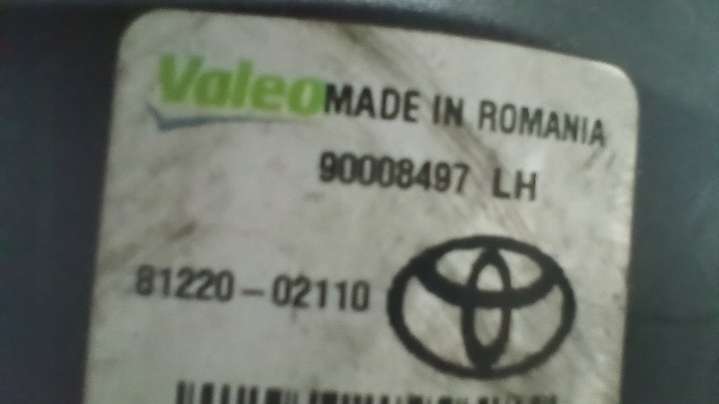 Valeo MADE IN ROMANIA
90008497 LH
81220-02110